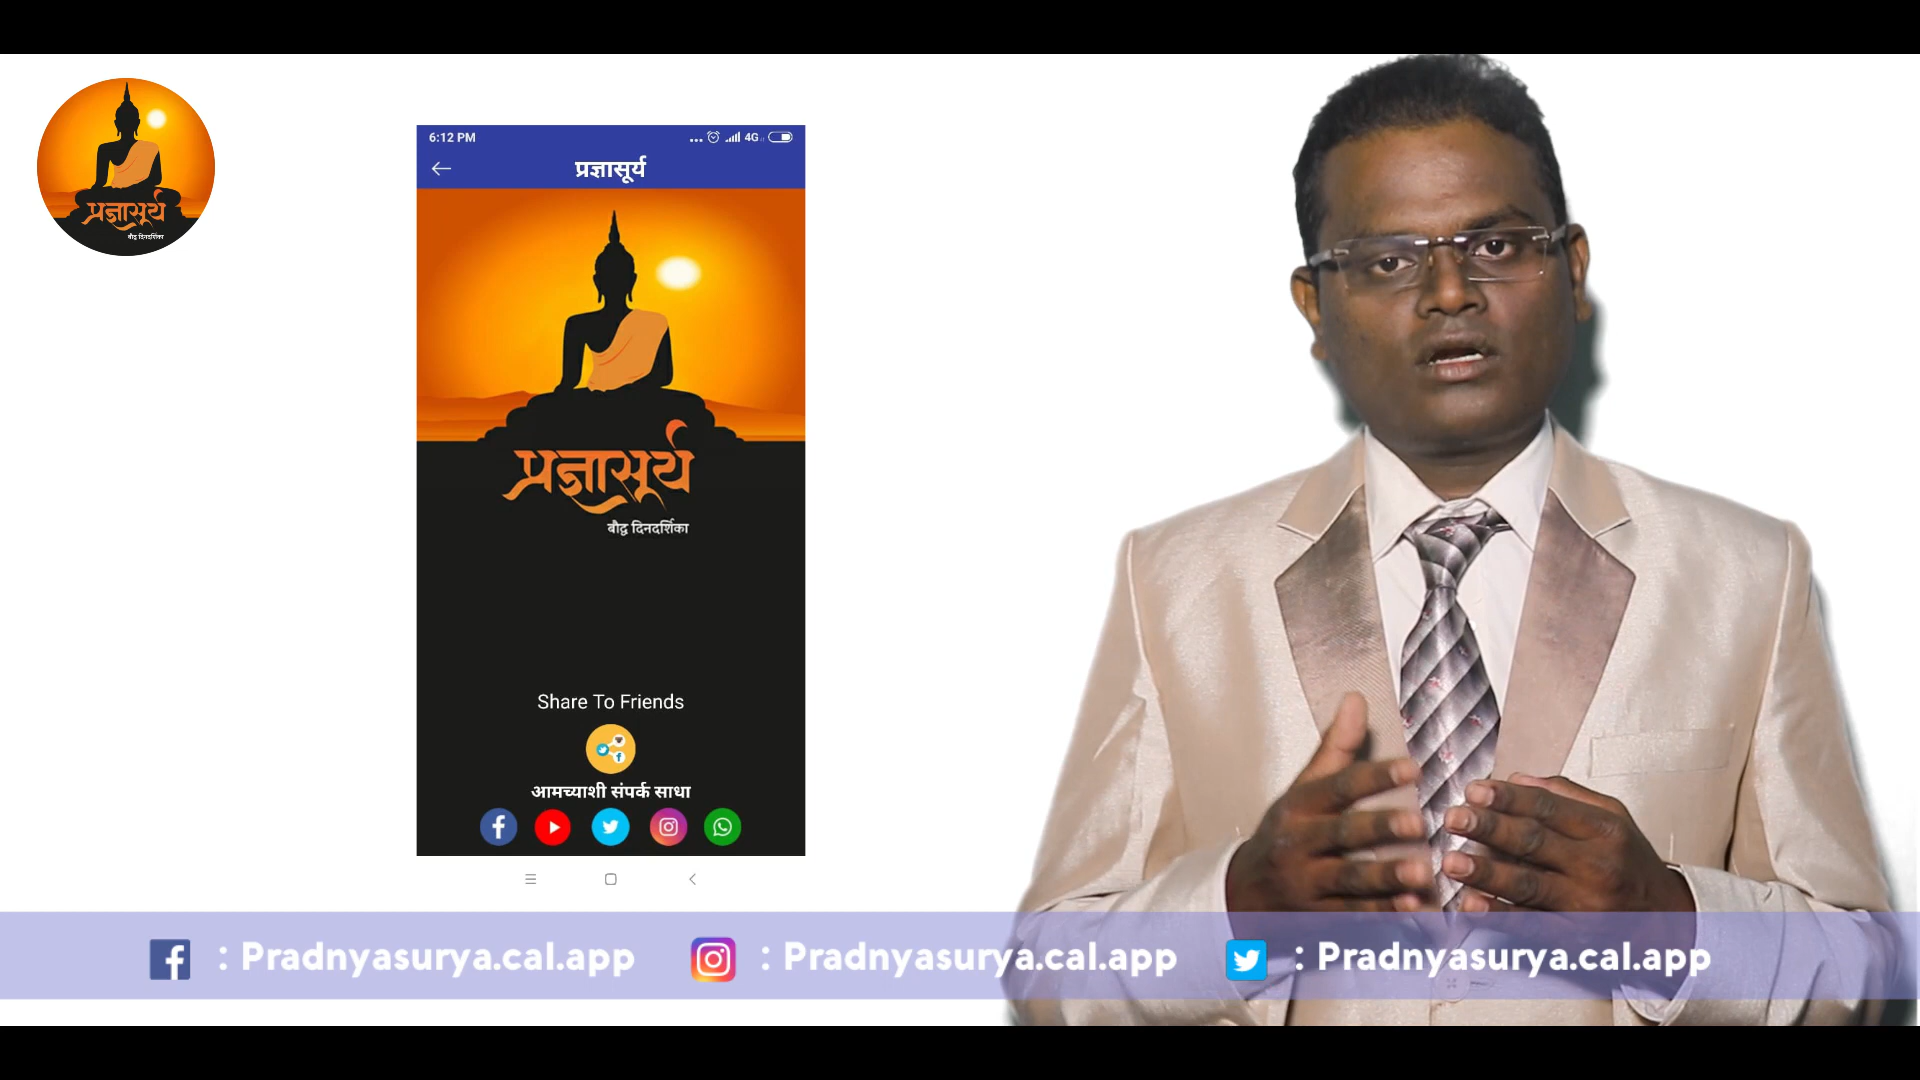 प्रज्ञासूर्य
बौद्ध दिनदर्शिका
6:12 PM
4G
प्रज्ञासूर्य
प्रज्ञासूर्य
बौद्ध दिनदर्शिका
Share To Friends
आमच्याशी संपर्क साधा
: Pradnyasurya.cal.app
: Pradnyasurya.cal.app
: Pradnyasurya.cal.app